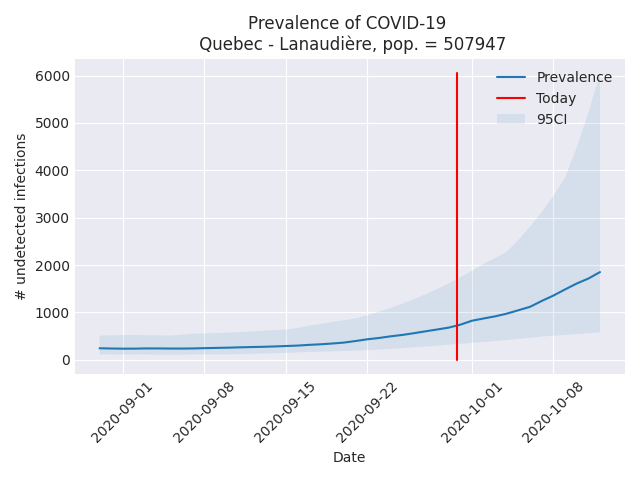 Prevalence of COVID-19
Quebec - Lanaudière, pop. = 507947
Prevalence
Today
95CI
6000
5000
4000
3000
2000
1000
0
# undetected infections
2020-09-01
2020-09-08
2020-09-15
2020-09-22
2020-10-01
2020-10-08
Date